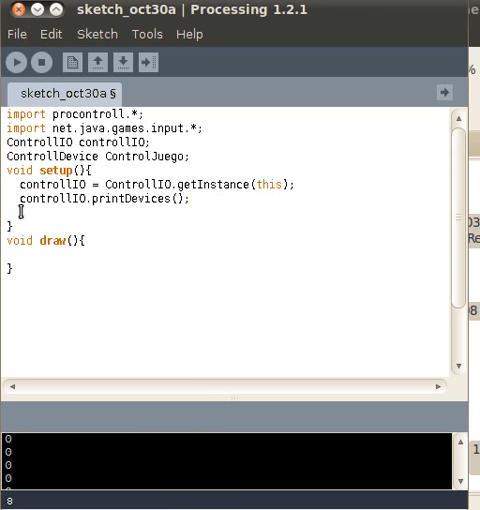 sketch_oct30a | Processing 1.2.1
File Edit Sketch Tools Help
sketch_oct30a §
import procontroll.*;
import net.java.games.input.*;
ControllIO controllIO;
ControllDevice ControlJuego;
void setup(){
controllIO = ControllIO.getInstance(this);
controllIO.printDevices();
}
void draw(){
}
0
0
0
0
8